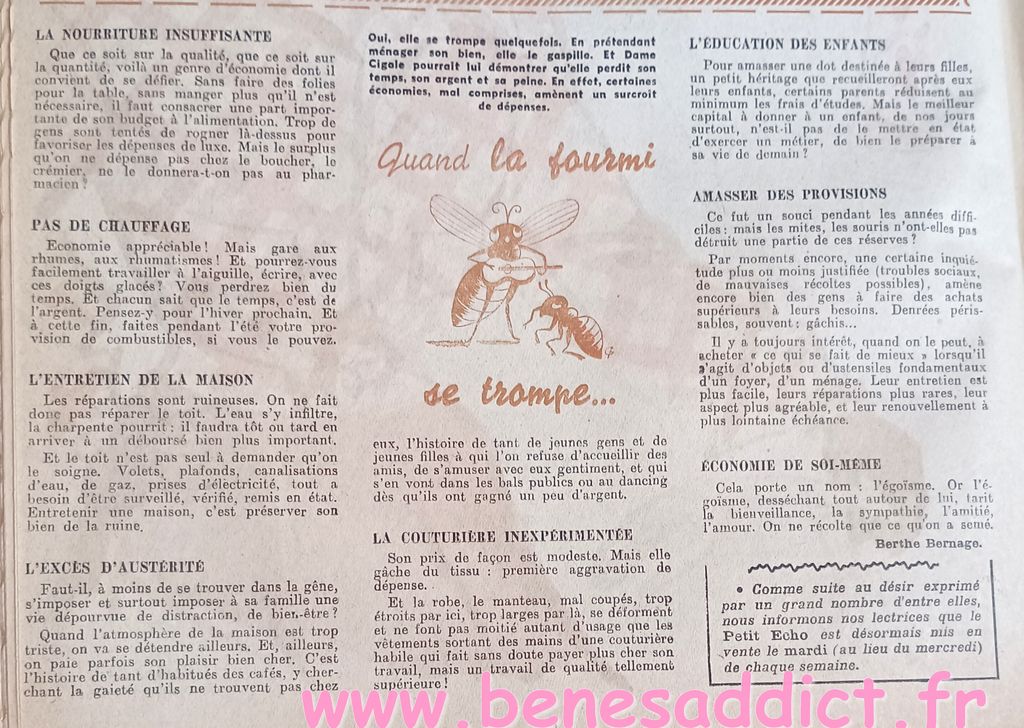 LA NOURRITURE INSUFFISANTE
Que ce soit sur la qualité, que ce soit sur
la quantité, voilà un genre d'économie dont il
convient de se défier. Sans faire des folies
pour la table, sans manger plus qu'il n'est
nécessaire, il faut consacrer une part impor-
tante de son budget à l'alimentation. Trop de
gens sont tentés de rogner là-dessus pour
favoriser les dépenses de luxe. Mais le surplus
qu'on ne dépense pas chez le boucher, le
crémier, ne le donnera-t-on pas au phar-
macien ?
PAS DE CHAUFFAGE
Economie appréciable ! Mais gare aux
rhumes, aux rhumatismes ! Et pourrez-vous
facilement travailler à l'aiguille, écrire, avec
ces doigts glacés ? Vous perdrez bien du
temps. Et chacun sait que le temps, c'est de
l'argent. Pensez-y pour l'hiver prochain. Et
à cette fin, faites pendant l'été votre pro-
vision de combustibles, si vous le pouvez.
L'ENTRETIEN DE LA MAISON
Les réparations sont ruineuses. On ne fait
donc pas réparer le toit. L'eau s'y infiltre,
la charpente pourrit : il faudra tôt ou tard en
arriver à un déboursé bien plus important.
Et le toit n'est pas seul à demander qu'on
le soigne. Volets, plafonds, canalisations
d'eau, de gaz, prises d'électricité, tout a
besoin d'être surveillé, vérifié, remis en état.
Entretenir une maison, c'est préserver son
bien de la ruine.
L'EXCÈS D'AUSTÉRITÉ
Faut-il, à moins de se trouver dans la gêne,
s'imposer et surtout imposer à sa famille une
vie dépourvue de distraction, de bien-être ?
Quand l'atmosphère de la maison est trop
triste, on va se détendre ailleurs. Et, ailleurs,
on paie parfois son plaisir bien cher. C'est
l'histoire de tant d'habitués des cafés, y cher-
chant la gaieté qu'ils ne trouvent pas chez
Oui, elle se trompe quelquefois. En prétendant
ménager son bien, elle le gaspille. Et Dame
Cigale pourrait lui démontrer qu'elle perdit son
temps, son argent et sa peine. En effet, certaines
économies, mal comprises, amènent un surcroit
de dépenses.
Quand la fourmi
se trompe...
eux, l'histoire de tant de jeunes gens et de
jeunes filles à qui l'on refuse d'accueillir des
amis, de s'amuser avec eux gentiment, et qui
s'en vont dans les bals publics ou au dancing
dès qu'ils ont gagné un peu d'argent.
LA COUTURIÈRE INEXPÉRIMENTÉE
Son prix de façon est modeste. Mais elle
gâche du tissu : première aggravation de
dépense.
Et la robe, le manteau, mal coupés, trop
étroits par ici, trop larges par là, se déforment
et ne font pas moitié autant d'usage que les
vêtements sortant des mains d'une couturière
habile qui fait sans doute payer plus cher son
travail, mais un travail de qualité tellement
supérieure !
L'ÉDUCATION DES ENFANTS
Pour amasser une dot destinée à leurs filles,
un petit héritage que recueilleront après eux
leurs enfants, certains parents réduisent au
minimum les frais d'études. Mais le meilleur
capital à donner à un enfant, de nos jours
surtout, n'est-il pas de le mettre en état
d'exercer un métier, de bien le préparer à
sa vie de demain ?
AMASSER DES PROVISIONS
Ce fut un souci pendant les années diffi-
ciles : mais les mites, les souris n'ont-elles pas
détruit une partie de ces réserves ?
Par moments encore, une certaine inquié-
tude plus ou moins justifiée (troubles sociaux,
de mauvaises récoltes possibles), amène
encore bien des gens à faire des achats
supérieurs à leurs besoins. Denrées péris-
sables, souvent : gâchis...
Il y a toujours intérêt, quand on le peut, à
acheter « ce qui se fait de mieux » lorsqu'il
s'agit d'objets ou d'ustensiles fondamentaux
d'un foyer, d'un ménage. Leur entretien est
plus facile, leurs réparations plus rares, leur
aspect plus agréable, et leur renouvellement à
plus lointaine échéance.
ÉCONOMIE DE SOI-MÊME
Cela porte un nom : l'égoïsme. Or l'é-
goïsme, desséchant tout autour de lui, tarit
la bienveillance, la sympathie, l'amitié,
l'amour. On ne récolte que ce qu'on a semé.
Berthe Bernage.
• Comme suite au désir exprimé
par un grand nombre d'entre elles,
nous informons nos lectrices que le
Petit Echo est désormais mis en
vente le mardi (au lieu du mercredi)
de chaque semaine.
www.benesaddict.fr